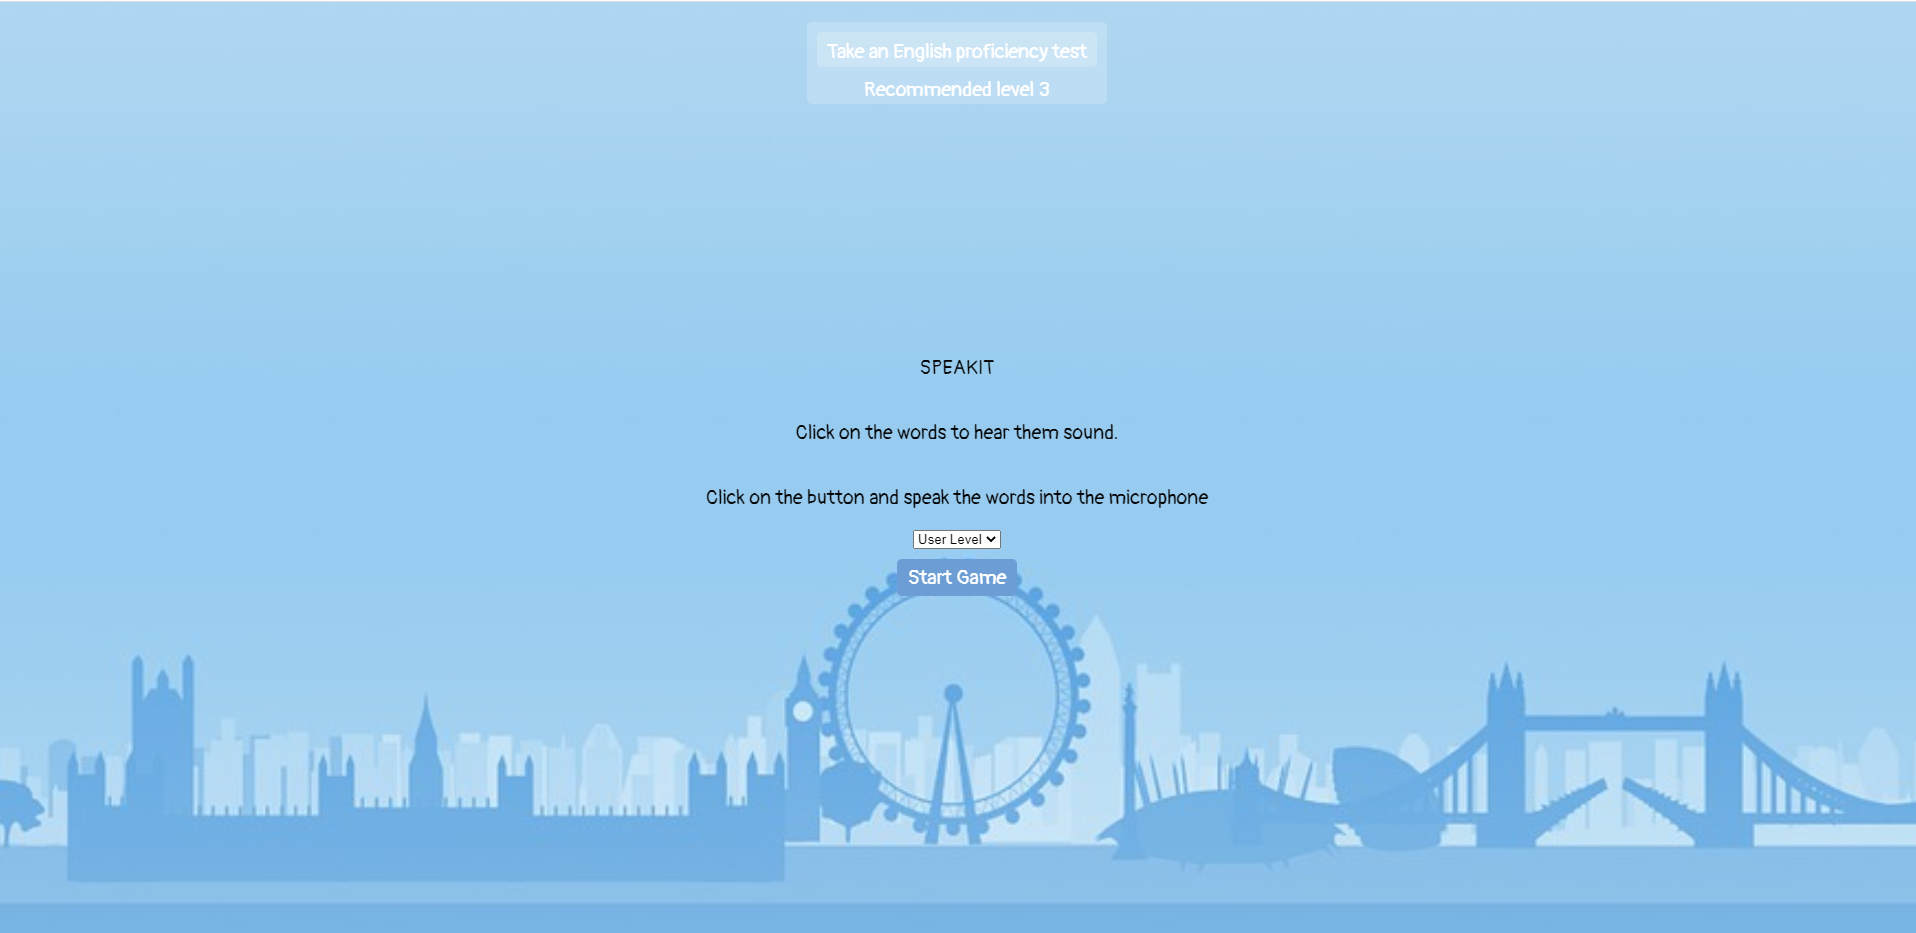 Take an English proficiency test
Recommended level 3
SPEAKIT
Click on the words to hear them sound.
Click on the button and speak the words into the microphone
User Level
Start Game